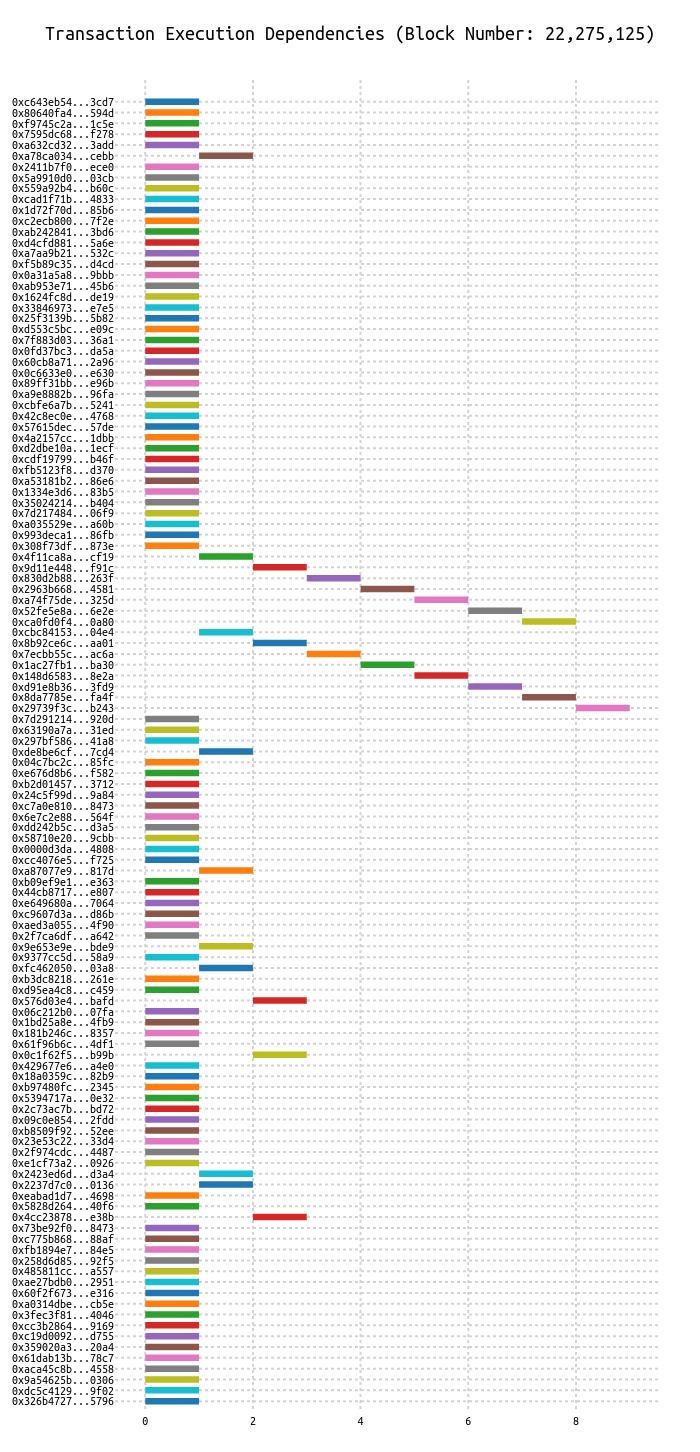 Transaction Execution Dependencies (Block Number: 22,275,125)
0xc643eb54...3cd7
0x80640fa4...594d
0xf9745c2a...1c5e
0x7595dc68...f278
0xa632cd32...3add
0xa78ca034...cebb
0x2411b7f0...ece0
0x5a9910d0...03cb
0x559a92b4...b60c
0xcad1f71b...4833
0x1d72f70d...85b6
0xc2ecb800...7f2e
0xab242841...3bd6
0xd4cfd881...5a6e
0xa7aa9b21...532c
0xf5b89c35...d4cd
0x0a31a5a8...9bbb
0xab953e71...45b6
0x1624fc8d...de19
0x33846973...e7e5
0x25f3139b...5b82
0xd553c5bc...e09c
0x7f883d03...36a1
0x0fd37bc3...da5a
0x60cb8a71...2a96
0x0c6633e0...e630
0x89ff31bb...e96b
0xa9e8882b...96fa
0xcbfe6a7b...5241
0x42c8ec0e...4768
0x57615dec...57de
0x4a2157cc...1dbb
0xd2dbe10a...1ecf
0xcdf19799...b46f
0xfb5123f8...d370
0xa53181b2...86e6
0x1334e3d6...83b5
0x35024214...b404
0x7d217484...06f9
0xa035529e...a60b
0x993deca1...86fb
0x308f73df...873e
0x4f11ca8a...cf19
0x9d11e448...f91c
0x830d2b88...263f
0x2963b668...4581
0xa74f75de...325d
0x52fe5e8a...6e2e
0xca0fd0f4...0a80
0xcbc84153...04e4
0x8b92ce6c...aa01
0x7ecbb55c...ac6a
0x1ac27fb1...ba30
0x148d6583...8e2a
0xd91e8b36...3fd9
0x8da7785e...fa4f
0x29739f3c...b243
0x7d291214...920d
0x63190a7a...31ed
0x297bf586...41a8
0xde8be6cf...7cd4
0x04c7bc2c...85fc
0xe676d8b6...f582
0xb2d01457...3712
0x24c5f99d...9a84
0xc7a0e810...8473
0x6e7c2e88...564f
0xdd242b5c...d3a5
0x58710e20...9cbb
0x0000d3da...4808
0xcc4076e5...f725
0xa87077e9...817d
0xb09ef9e1...e363
0x44cb8717...e807
0xe649680a...7064
0xc9607d3a...d86b
0xaed3a055...4f90
0x2f7ca6df...a642
0x9e653e9e...bde9
0x9377cc5d...58a9
0xfc462050...03a8
0xb3dc8218...261e
0xd95ea4c8...c459
0x576d03e4...bafd
0x06c212b0...07fa
0x1bd25a8e...4fb9
0x181b246c...8357
0x61f96b6c...4df1
0x0c1f62f5...b99b
0x429677e6...a4e0
0x18a0359c...82b9
0xb97480fc...2345
0x5394717a...0e32
0x2c73ac7b...bd72
0x09c0e854...2fdd
0xb8509f92...52ee
0x23e53c22...33d4
0x2f974cdc...4487
0xe1cf73a2...0926
0x2423ed6d...d3a4
0x2237d7c0...0136
0xeabad1d7...4698
0x5828d264...40f6
0x4cc23878...e38b
0x73be92f0...8473
0xc775b868...88af
0xfb1894e7...84e5
0x258d6d85...92f5
0x485811cc...a557
0xae27bdb0...2951
0x60f2f673...e316
0xa0314dbe...cb5e
0x3fec3f81...4046
0xcc3b2864...9169
0xc19d0092...d755
0x359020a3...20a4
0x61dab13b...78c7
0xaca45c8b...4558
0x9a54625b...0306
0xdc5c4129...9f02
0x326b4727...5796
0 2 4 6 8